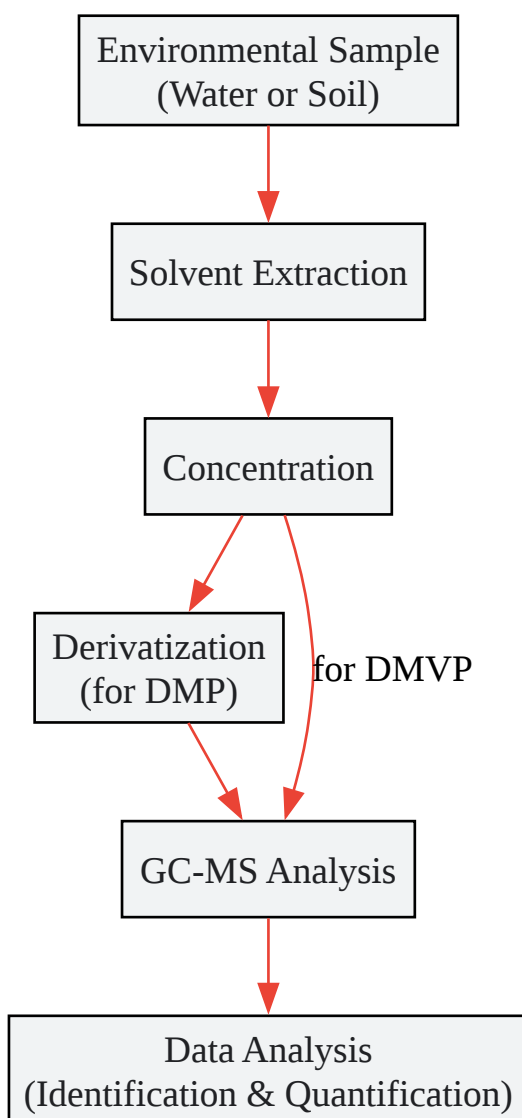 Environmental Sample
(Water or Soil)
Solvent Extraction
Concentration
Derivatization
(for DMP)
for DMVP
GC-MS Analysis
Data Analysis
(Identification & Quantification)